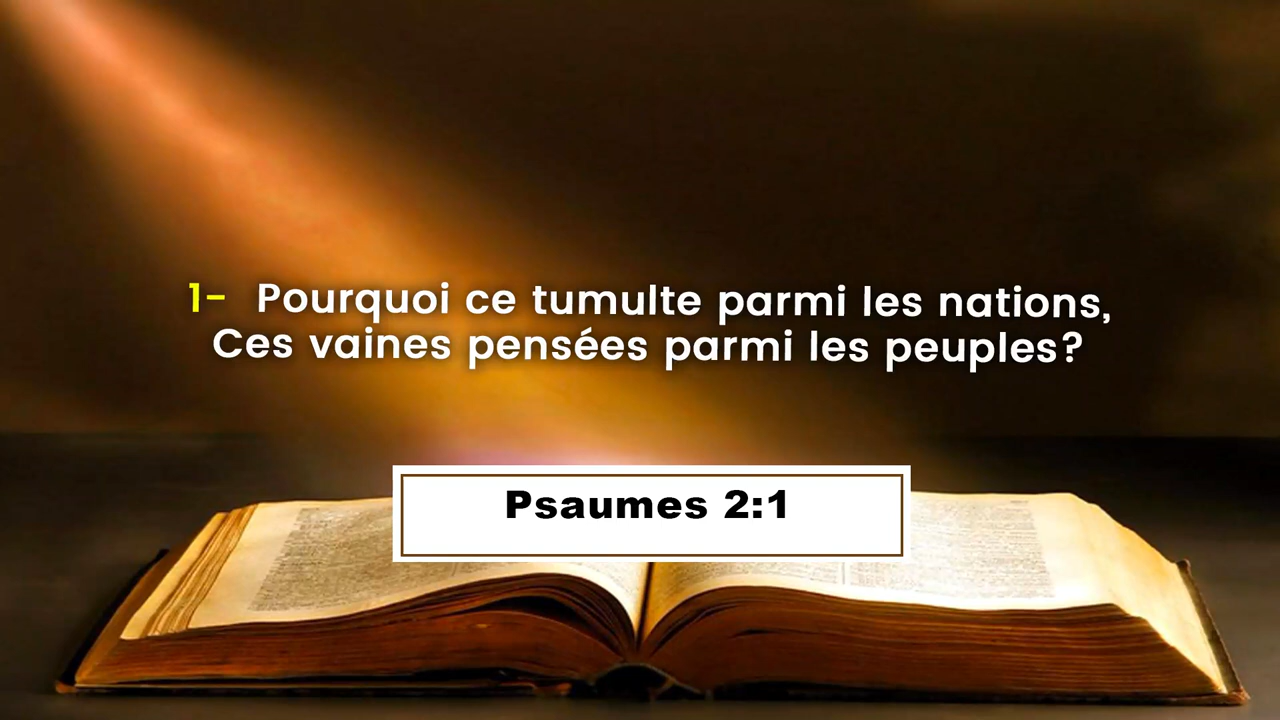 1- Pourquoi ce tumulte parmi les nations,
Ces vaines pensées parmi les peuples?
Psaumes 2:1